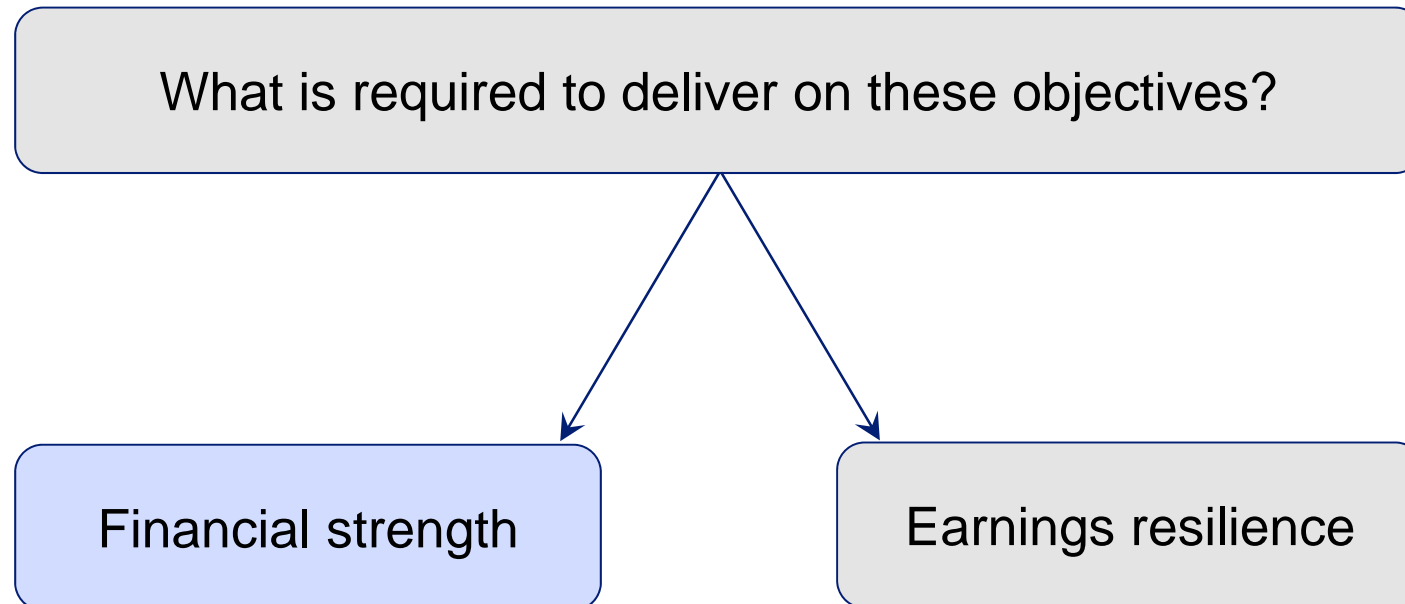 What is required to deliver on these objectives?
Financial strength
Earnings resilience